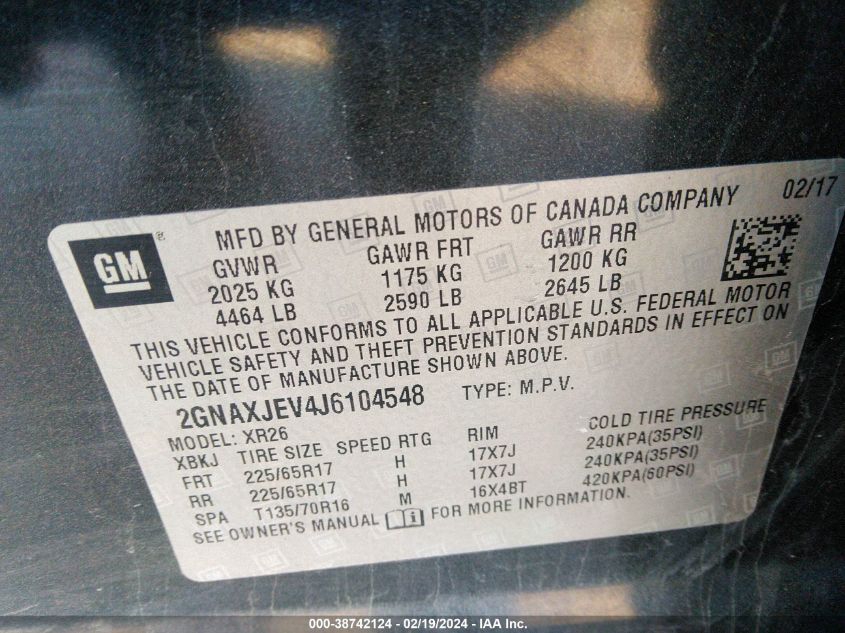 GM ® MFD BY GENERAL MOTORS OF CANADA COMPANY 02/17
GVWR GAWR FRT GAWR RR
2025 KG 1175 KG 1200 KG
4464 LB 2590 LB 2645 LB
THIS VEHICLE CONFORMS TO ALL APPLICABLE U.S. FEDERAL MOTOR
VEHICLE SAFETY AND THEFT PREVENTION STANDARDS IN EFFECT ON
THE DATE OF MANUFACTURE SHOWN ABOVE.
2GNAXJEV4J6104548 TYPE: M.P.V.
MODEL: XR26
XBKJ TIRE SIZE SPEED RTG RIM COLD TIRE PRESSURE
FRT 225/65R17 H 17X7J 240KPA(35PSI)
RR 225/65R17 H 17X7J 240KPA(35PSI)
SPA T135/70R16 M 16X4BT 420KPA(60PSI)
SEE OWNER'S MANUAL FOR MORE INFORMATION.
000-38742124 - 02/19/2024 - IAA Inc.